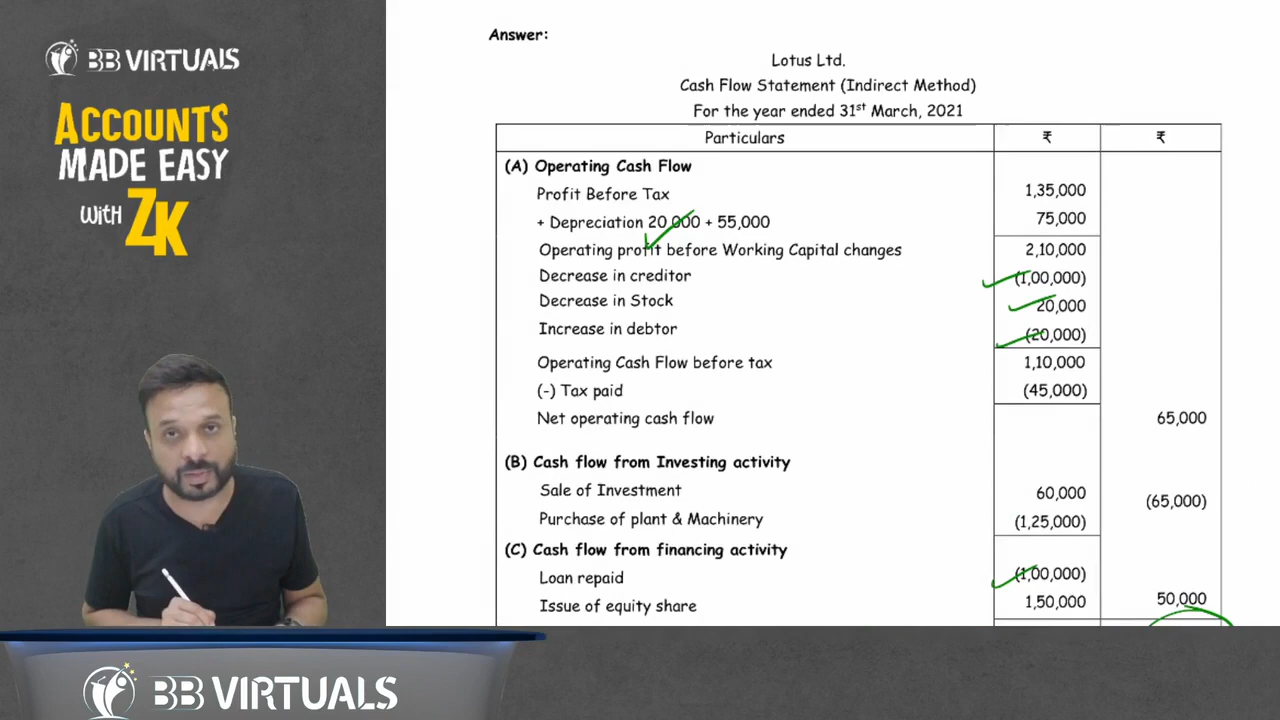 BB VIRTUALS
ACCOUNTS
MADE EASY
with ZK
Answer:
Lotus Ltd.
Cash Flow Statement (Indirect Method)
For the year ended 31st March, 2021
Particulars ₹ ₹
(A) Operating Cash Flow
Profit Before Tax 1,35,000
+ Depreciation 20,000 + 55,000 75,000
Operating profit before Working Capital changes 2,10,000
Decrease in creditor (1,00,000)
Decrease in Stock 20,000
Increase in debtor (20,000)
Operating Cash Flow before tax 1,10,000
(-) Tax paid (45,000)
Net operating cash flow 65,000
(B) Cash flow from Investing activity
Sale of Investment 60,000 (65,000)
Purchase of plant & Machinery (1,25,000)
(C) Cash flow from financing activity
Loan repaid (1,00,000)
Issue of equity share 1,50,000 50,000
BB VIRTUALS